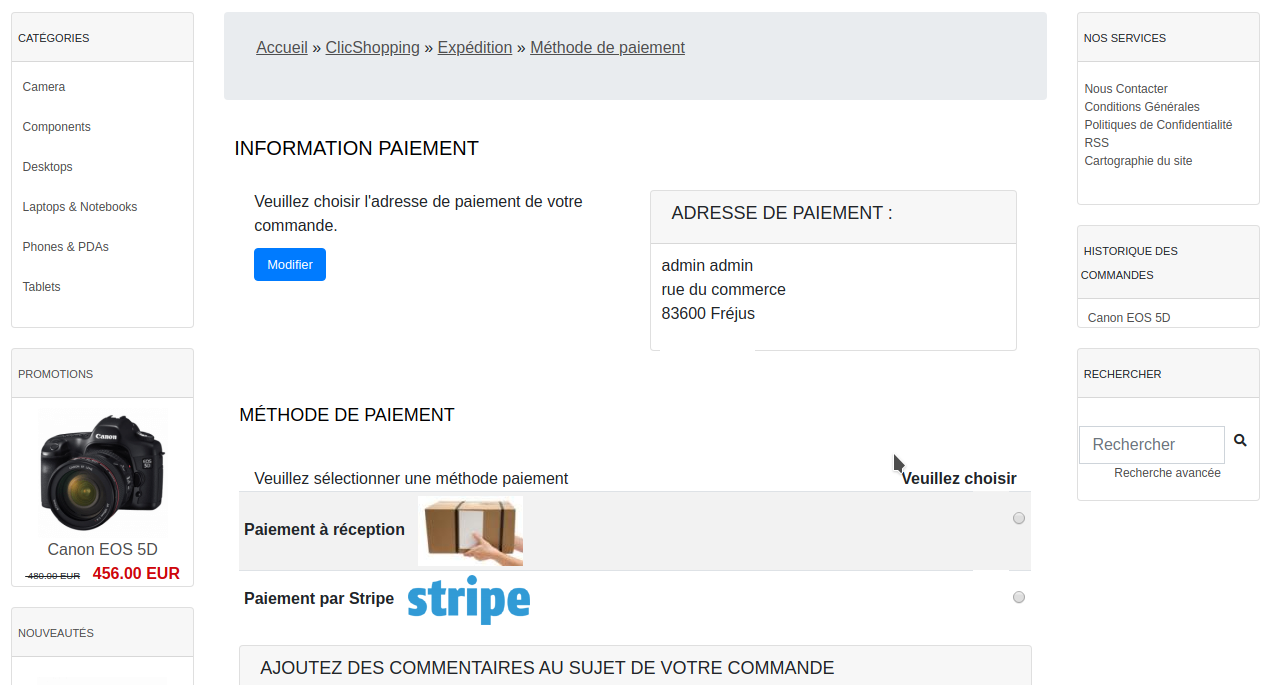 CATÉGORIES
Camera
Components
Desktops
Laptops & Notebooks
Phones & PDAs
Tablets
PROMOTIONS
Canon
EOS
5D
Canon EOS 5D
480.00 EUR 456.00 EUR
NOUVEAUTÉS
Accueil » ClicShopping » Expédition » Méthode de paiement
INFORMATION PAIEMENT
Veuillez choisir l'adresse de paiement de votre
commande.
Modifier
ADRESSE DE PAIEMENT :
admin admin
rue du commerce
83600 Fréjus
MÉTHODE DE PAIEMENT
Veuillez sélectionner une méthode paiement Veuillez choisir
Paiement à réception
Paiement par Stripe stripe
AJOUTEZ DES COMMENTAIRES AU SUJET DE VOTRE COMMANDE
NOS SERVICES
Nous Contacter
Conditions Générales
Politiques de Confidentialité
RSS
Cartographie du site
HISTORIQUE DES
COMMANDES
Canon EOS 5D
RECHERCHER
Rechercher
Recherche avancée